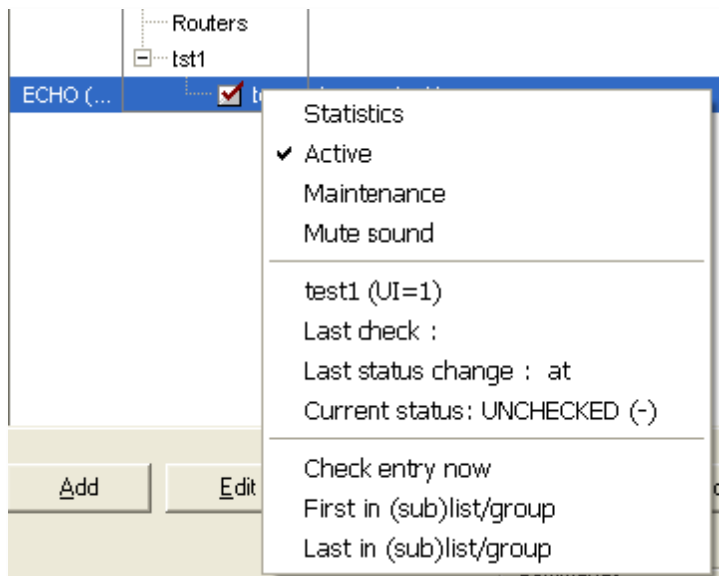 Routers
tst1
ECHO (...
Statistics
Active
Maintenance
Mute sound
test1 (UI=1)
Last check :
Last status change : at
Current status: UNCHECKED (-)
Check entry now
First in (sub)list/group
Last in (sub)list/group
Add
Edit